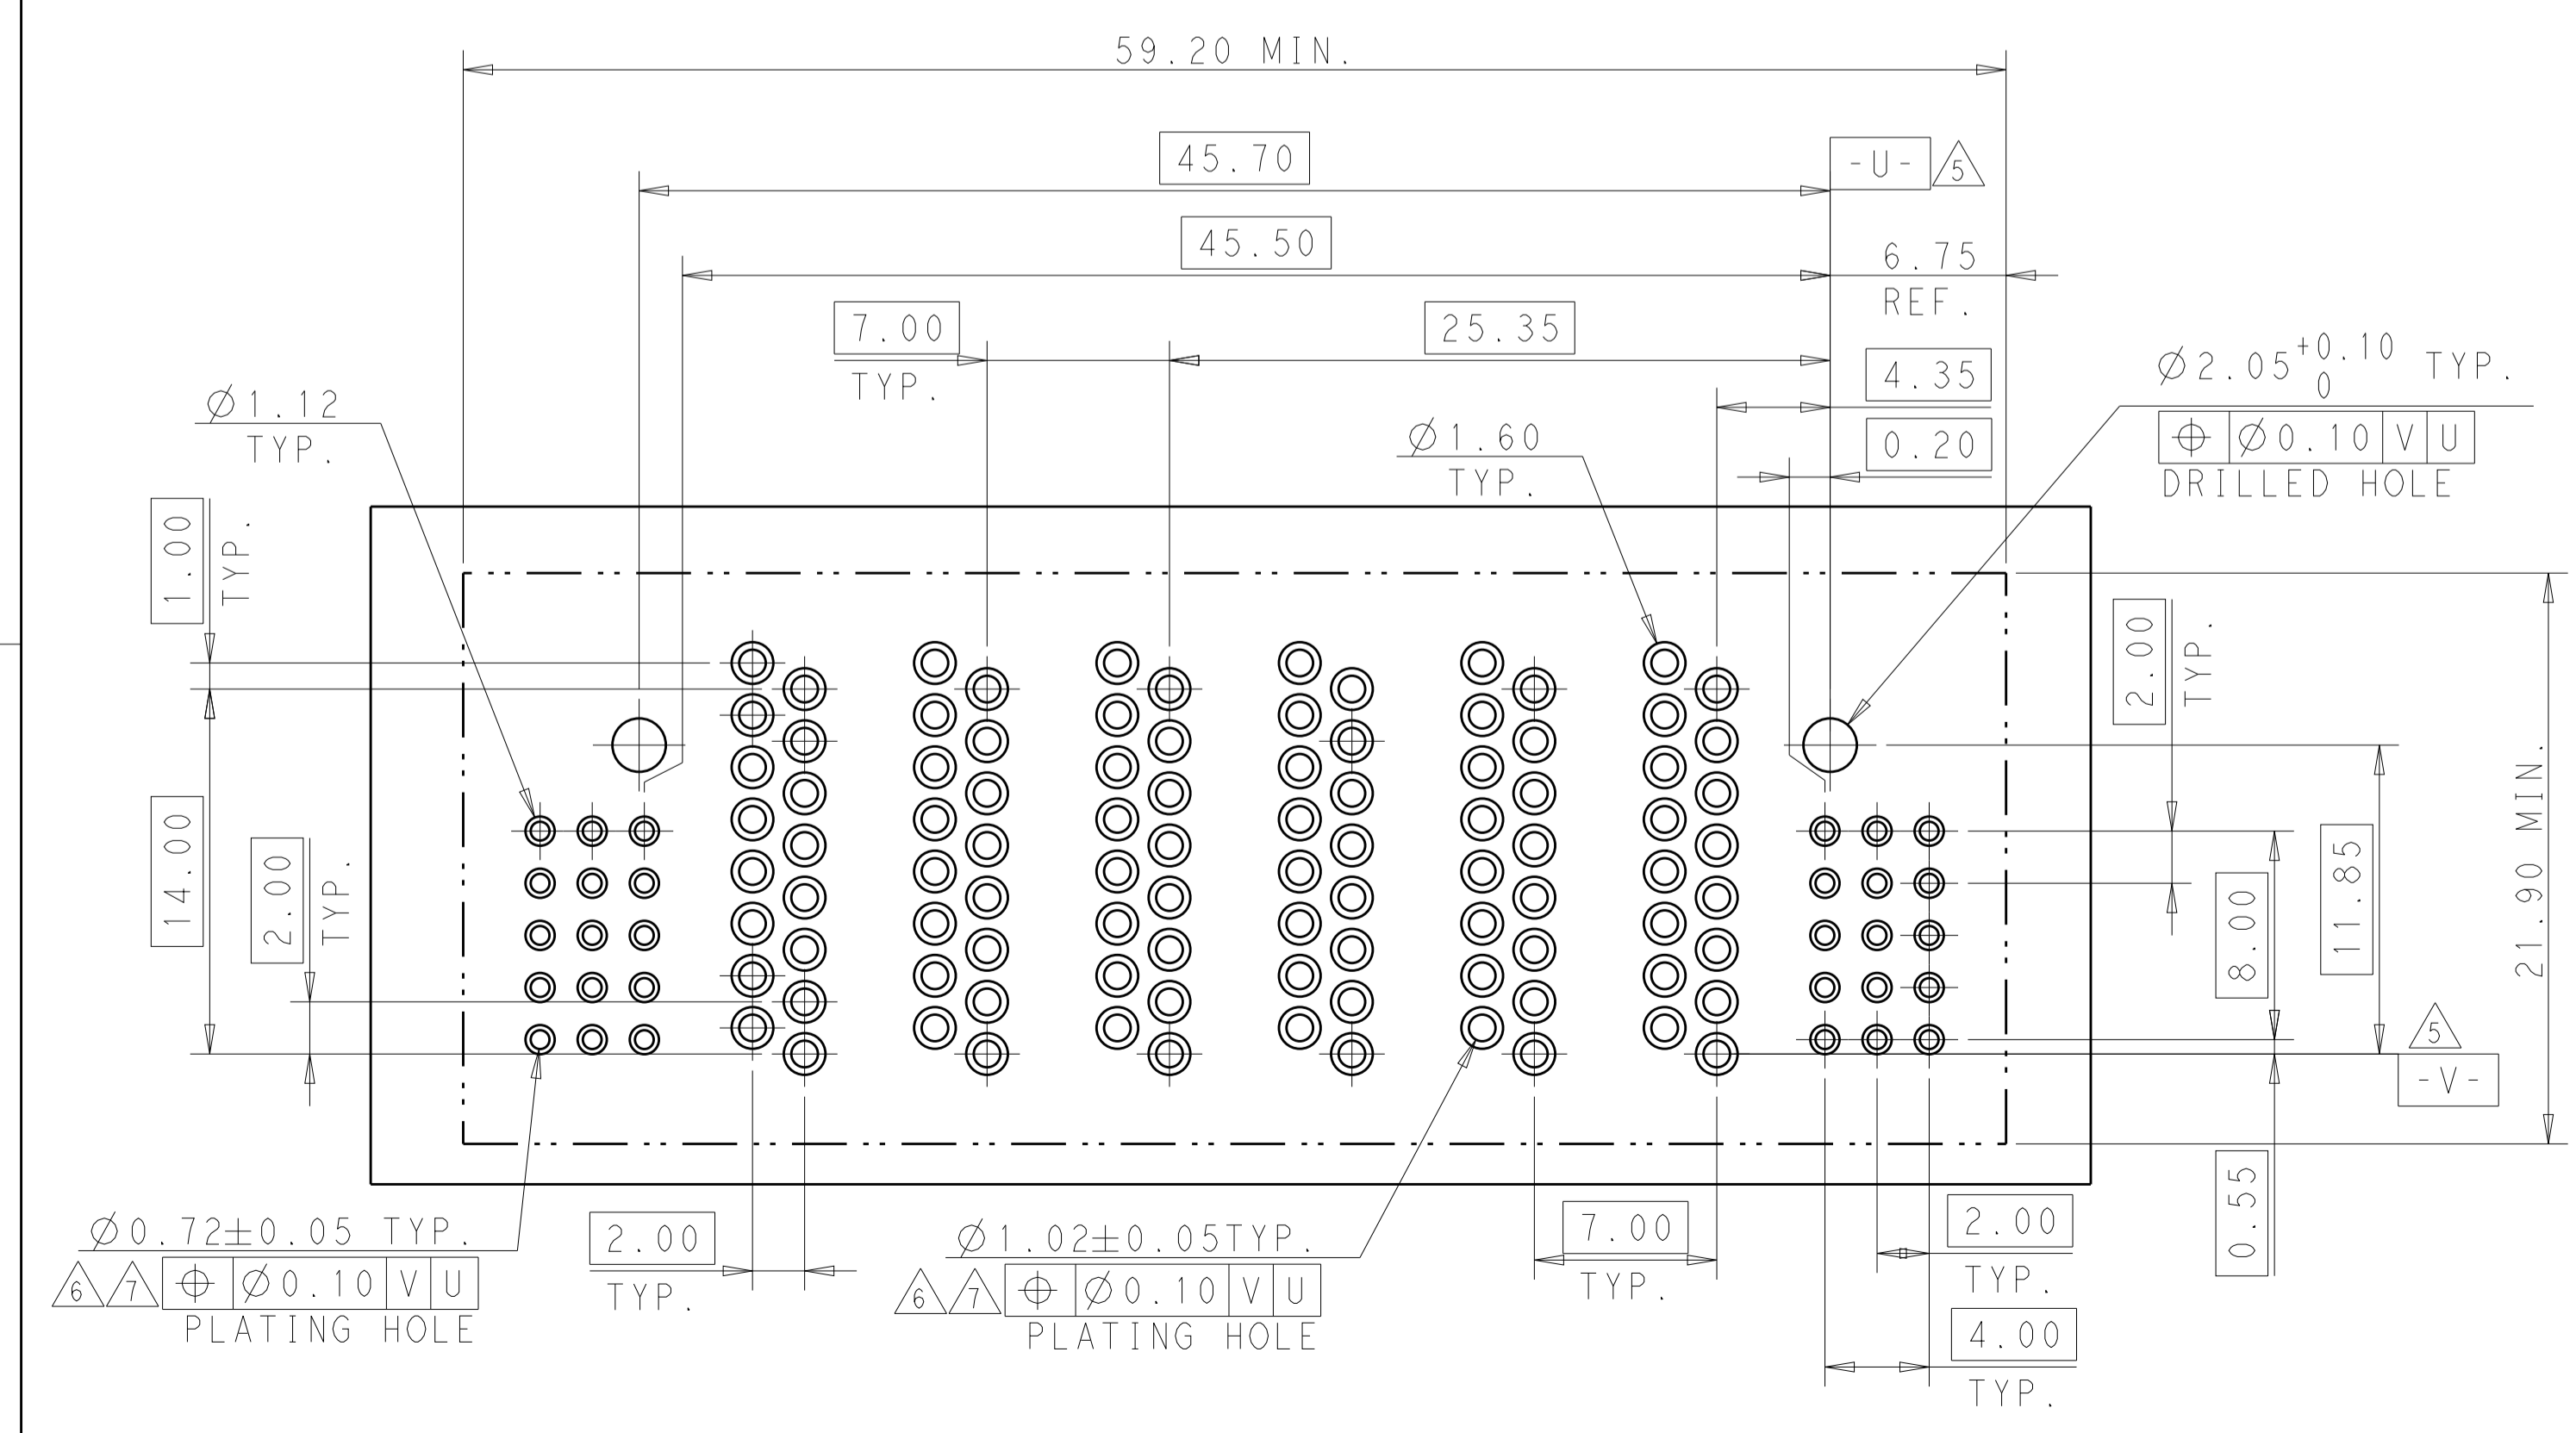 59.20 MIN.
45.70
-U-
5
45.50
6.75
REF.
7.00
TYP.
25.35
4.35
0.20
Ø2.05 +0.10 TYP.
0
Ø0.10 V U
DRILLED HOLE
Ø1.12
TYP.
Ø1.60
TYP.
1.00
TYP.
14.00
2.00
TYP.
2.00
TYP.
8.00
11.85
21.90 MIN.
5
-V-
0.55
Ø0.72±0.05 TYP.
6 7 Ø0.10 V U
PLATING HOLE
2.00
TYP.
Ø1.02±0.05TYP.
6 7 Ø0.10 V U
PLATING HOLE
7.00
TYP.
2.00
TYP.
4.00
TYP.